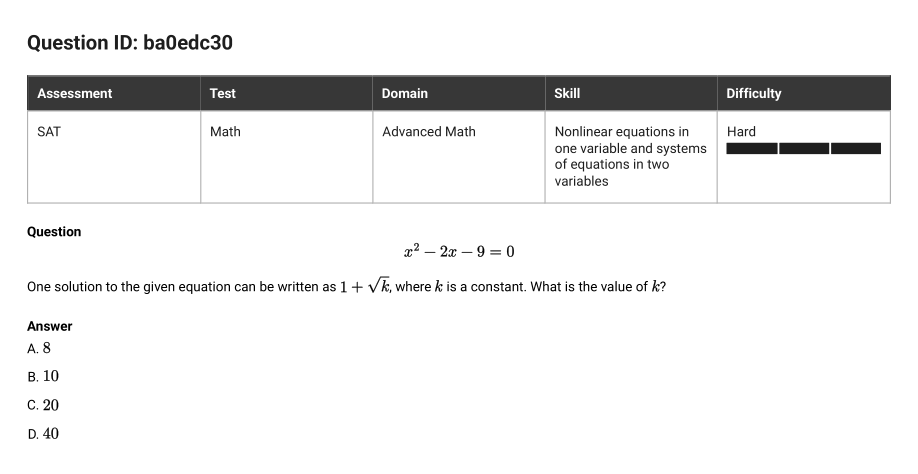 Question ID: ba0edc30
Assessment Test Domain Skill Difficulty
SAT Math Advanced Math Nonlinear equations in one variable and systems of equations in two variables Hard
Question
x² − 2x − 9 = 0
One solution to the given equation can be written as 1 + √k, where k is a constant. What is the value of k?
Answer
A. 8
B. 10
C. 20
D. 40